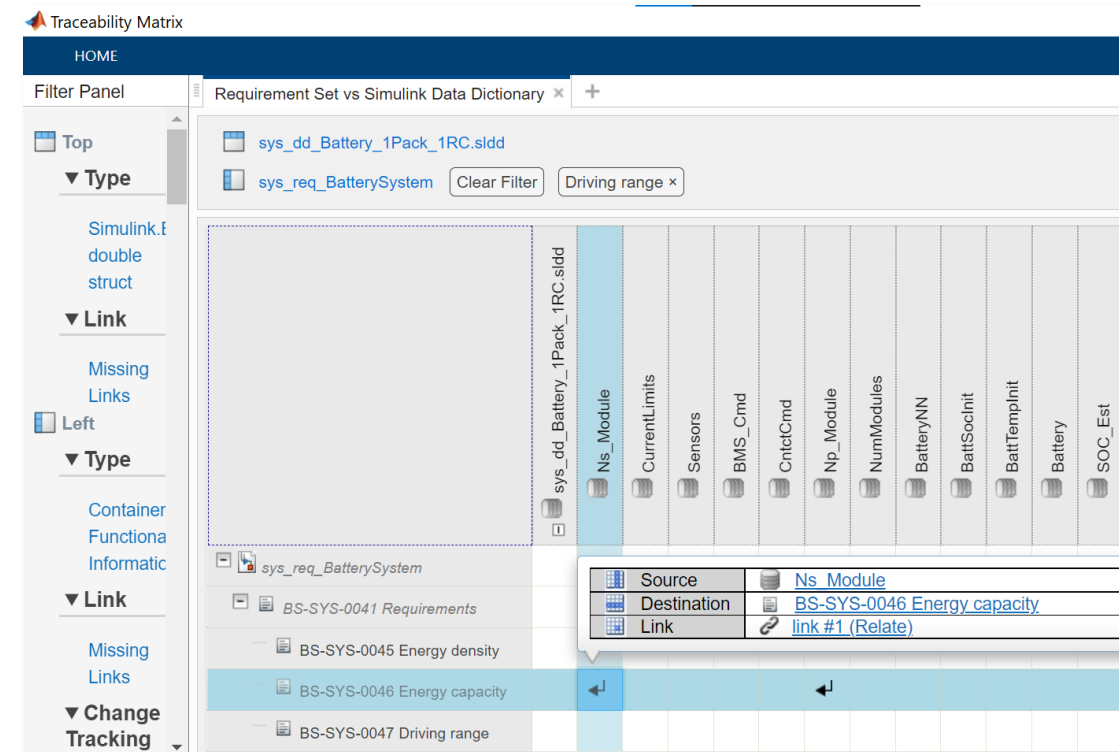 Traceability Matrix
HOME
Filter Panel
Requirement Set vs Simulink Data Dictionary × +
Top
▼ Type
double
struct
▼ Link
Missing
Links
Left
▼ Type
Container
▼ Link
Missing
Links
▼ Change
Tracking
sys_dd_Battery_1Pack_1RC.sldd
sys_req_BatterySystem Clear Filter Driving range ×
sys_dd_Battery_1Pack_1RC.sldd
Ns_Module
CurrentLimits
Sensors
BMS_Cmd
CntctCmd
Np_Module
NumModules
BatteryNN
BattSocInit
BattTempInit
Battery
SOC_Est
sys_req_BatterySystem
BS-SYS-0041 Requirements
BS-SYS-0045 Energy density
BS-SYS-0046 Energy capacity
BS-SYS-0047 Driving range
Source Ns_Module
Destination BS-SYS-0046 Energy capacity
Link link #1 (Relate)